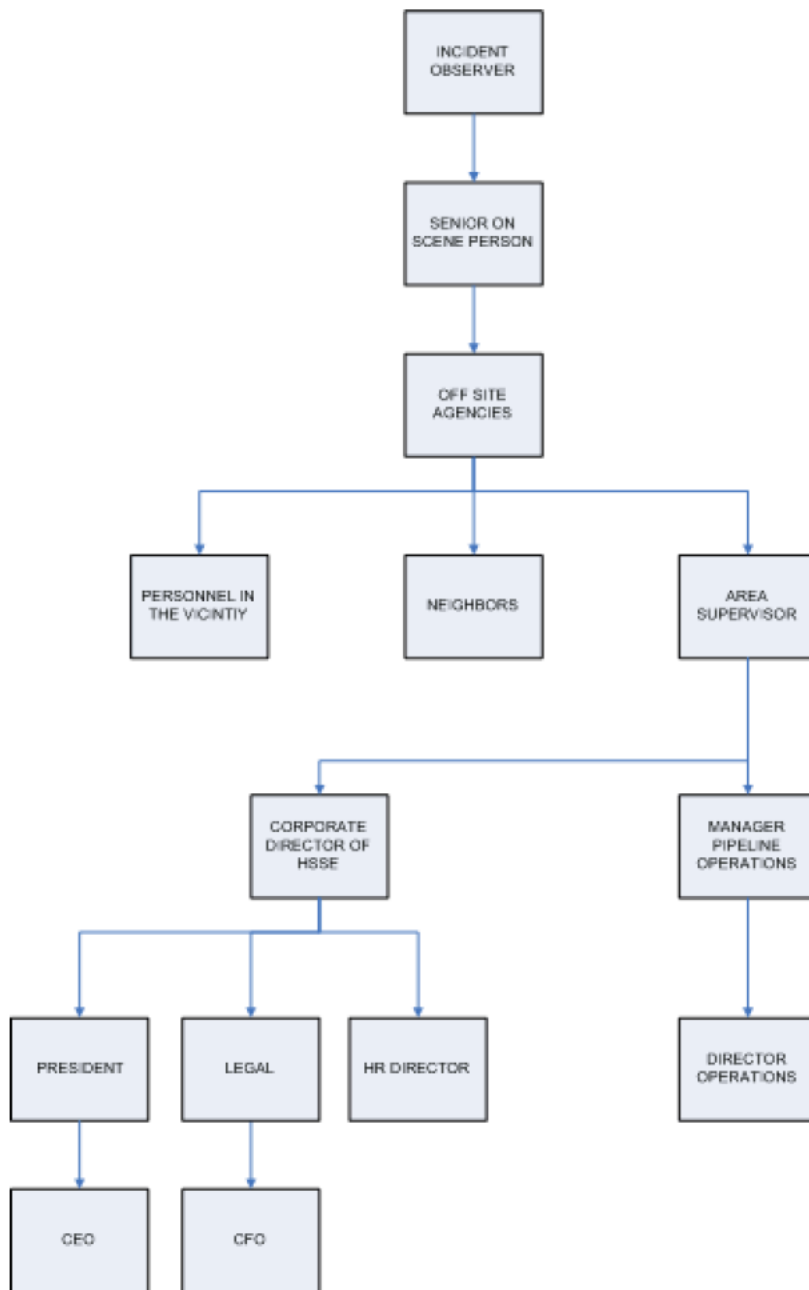 INCIDENT
OBSERVER
SENIOR ON
SCENE PERSON
OFF SITE
AGENCIES
PERSONNEL IN
THE VICINTIY
NEIGHBORS
AREA
SUPERVISOR
CORPORATE
DIRECTOR OF
HSSE
MANAGER
PIPELINE
OPERATIONS
PRESIDENT
LEGAL
HR DIRECTOR
DIRECTOR
OPERATIONS
CEO
CFO